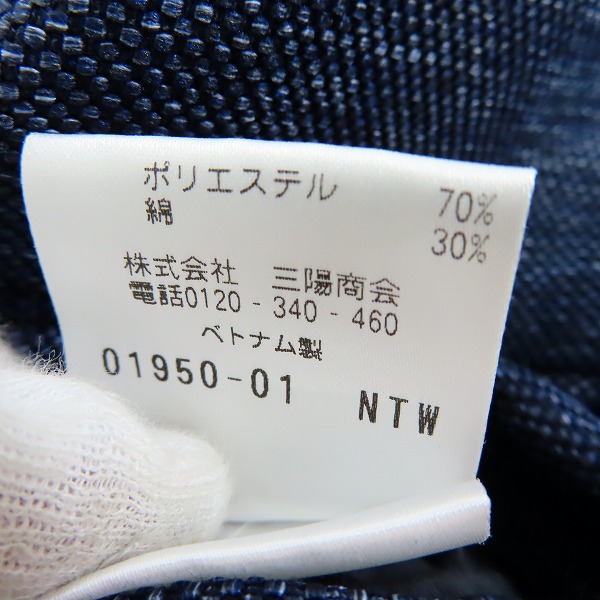 ポリエステル 70%
綿 30%
株式会社 三陽商会
電話0120-340-460
ベトナム製
01950-01 NTW